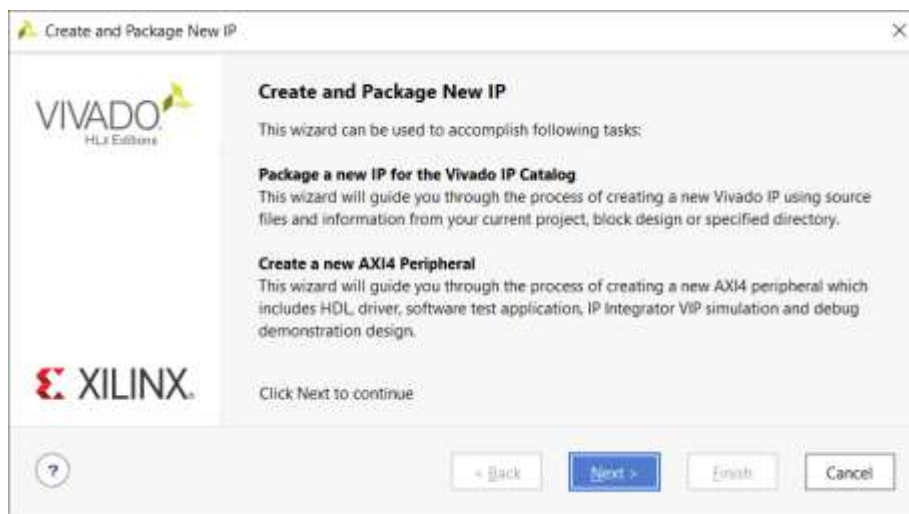 Create and Package New IP
VIVADO
HLx Editions
Create and Package New IP
This wizard can be used to accomplish following tasks:
Package a new IP for the Vivado IP Catalog
This wizard will guide you through the process of creating a new Vivado IP using source
files and information from your current project, block design or specified directory.
Create a new AXI4 Peripheral
This wizard will guide you through the process of creating a new AXI4 peripheral which
includes HDL, driver, software test application, IP Integrator VIP simulation and debug
demonstration design.
XILINX.
Click Next to continue
?
< Back
Next >
Finish
Cancel